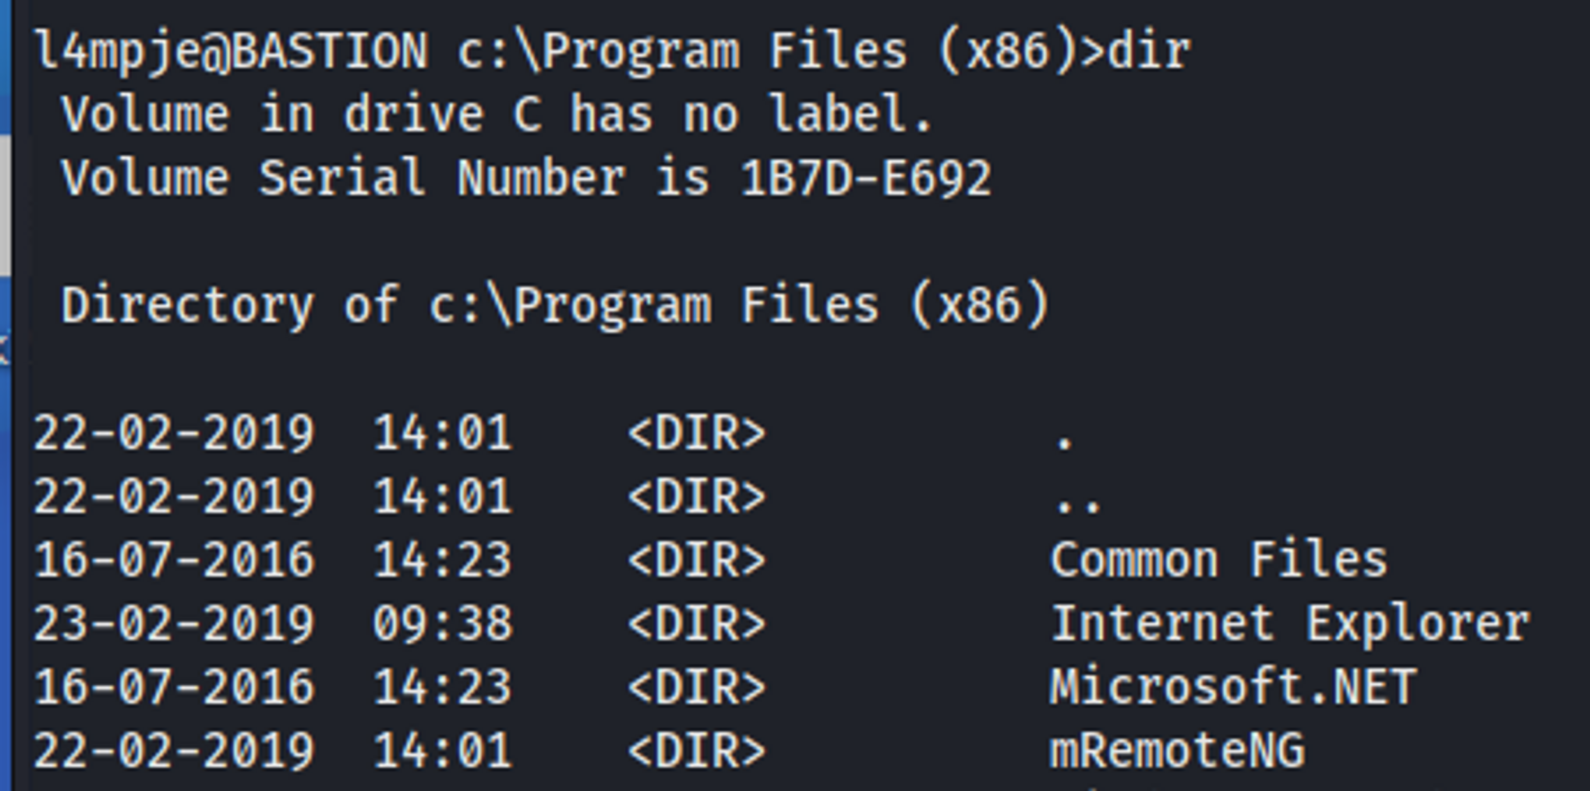 l4mpje@BASTION c:\Program Files (x86)>dir
 Volume in drive C has no label.
 Volume Serial Number is 1B7D-E692

 Directory of c:\Program Files (x86)

22-02-2019  14:01    <DIR>          .
22-02-2019  14:01    <DIR>          ..
16-07-2016  14:23    <DIR>          Common Files
23-02-2019  09:38    <DIR>          Internet Explorer
16-07-2016  14:23    <DIR>          Microsoft.NET
22-02-2019  14:01    <DIR>          mRemoteNG